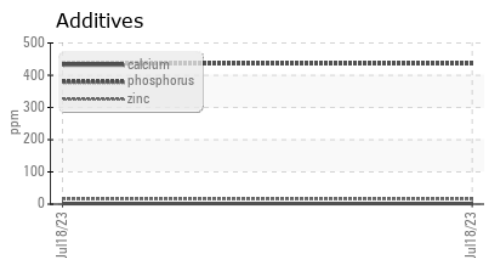 Additives
500
400
300
200
100
0
ppm
calcium
phosphorus
zinc
Jul18/23
Jul18/23